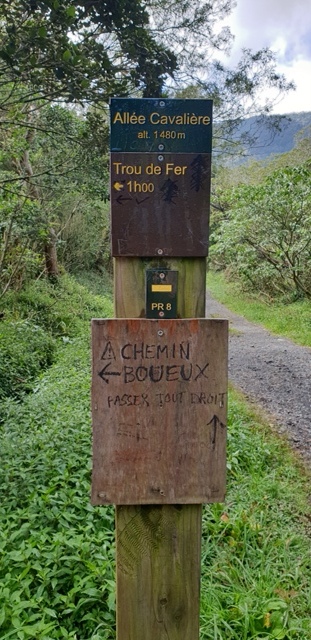 Allée Cavalière
alt. 1480m
Trou de Fer
1h00
PR 8
CHEMIN
BOUEUX
PASSEZ TOUT DROIT